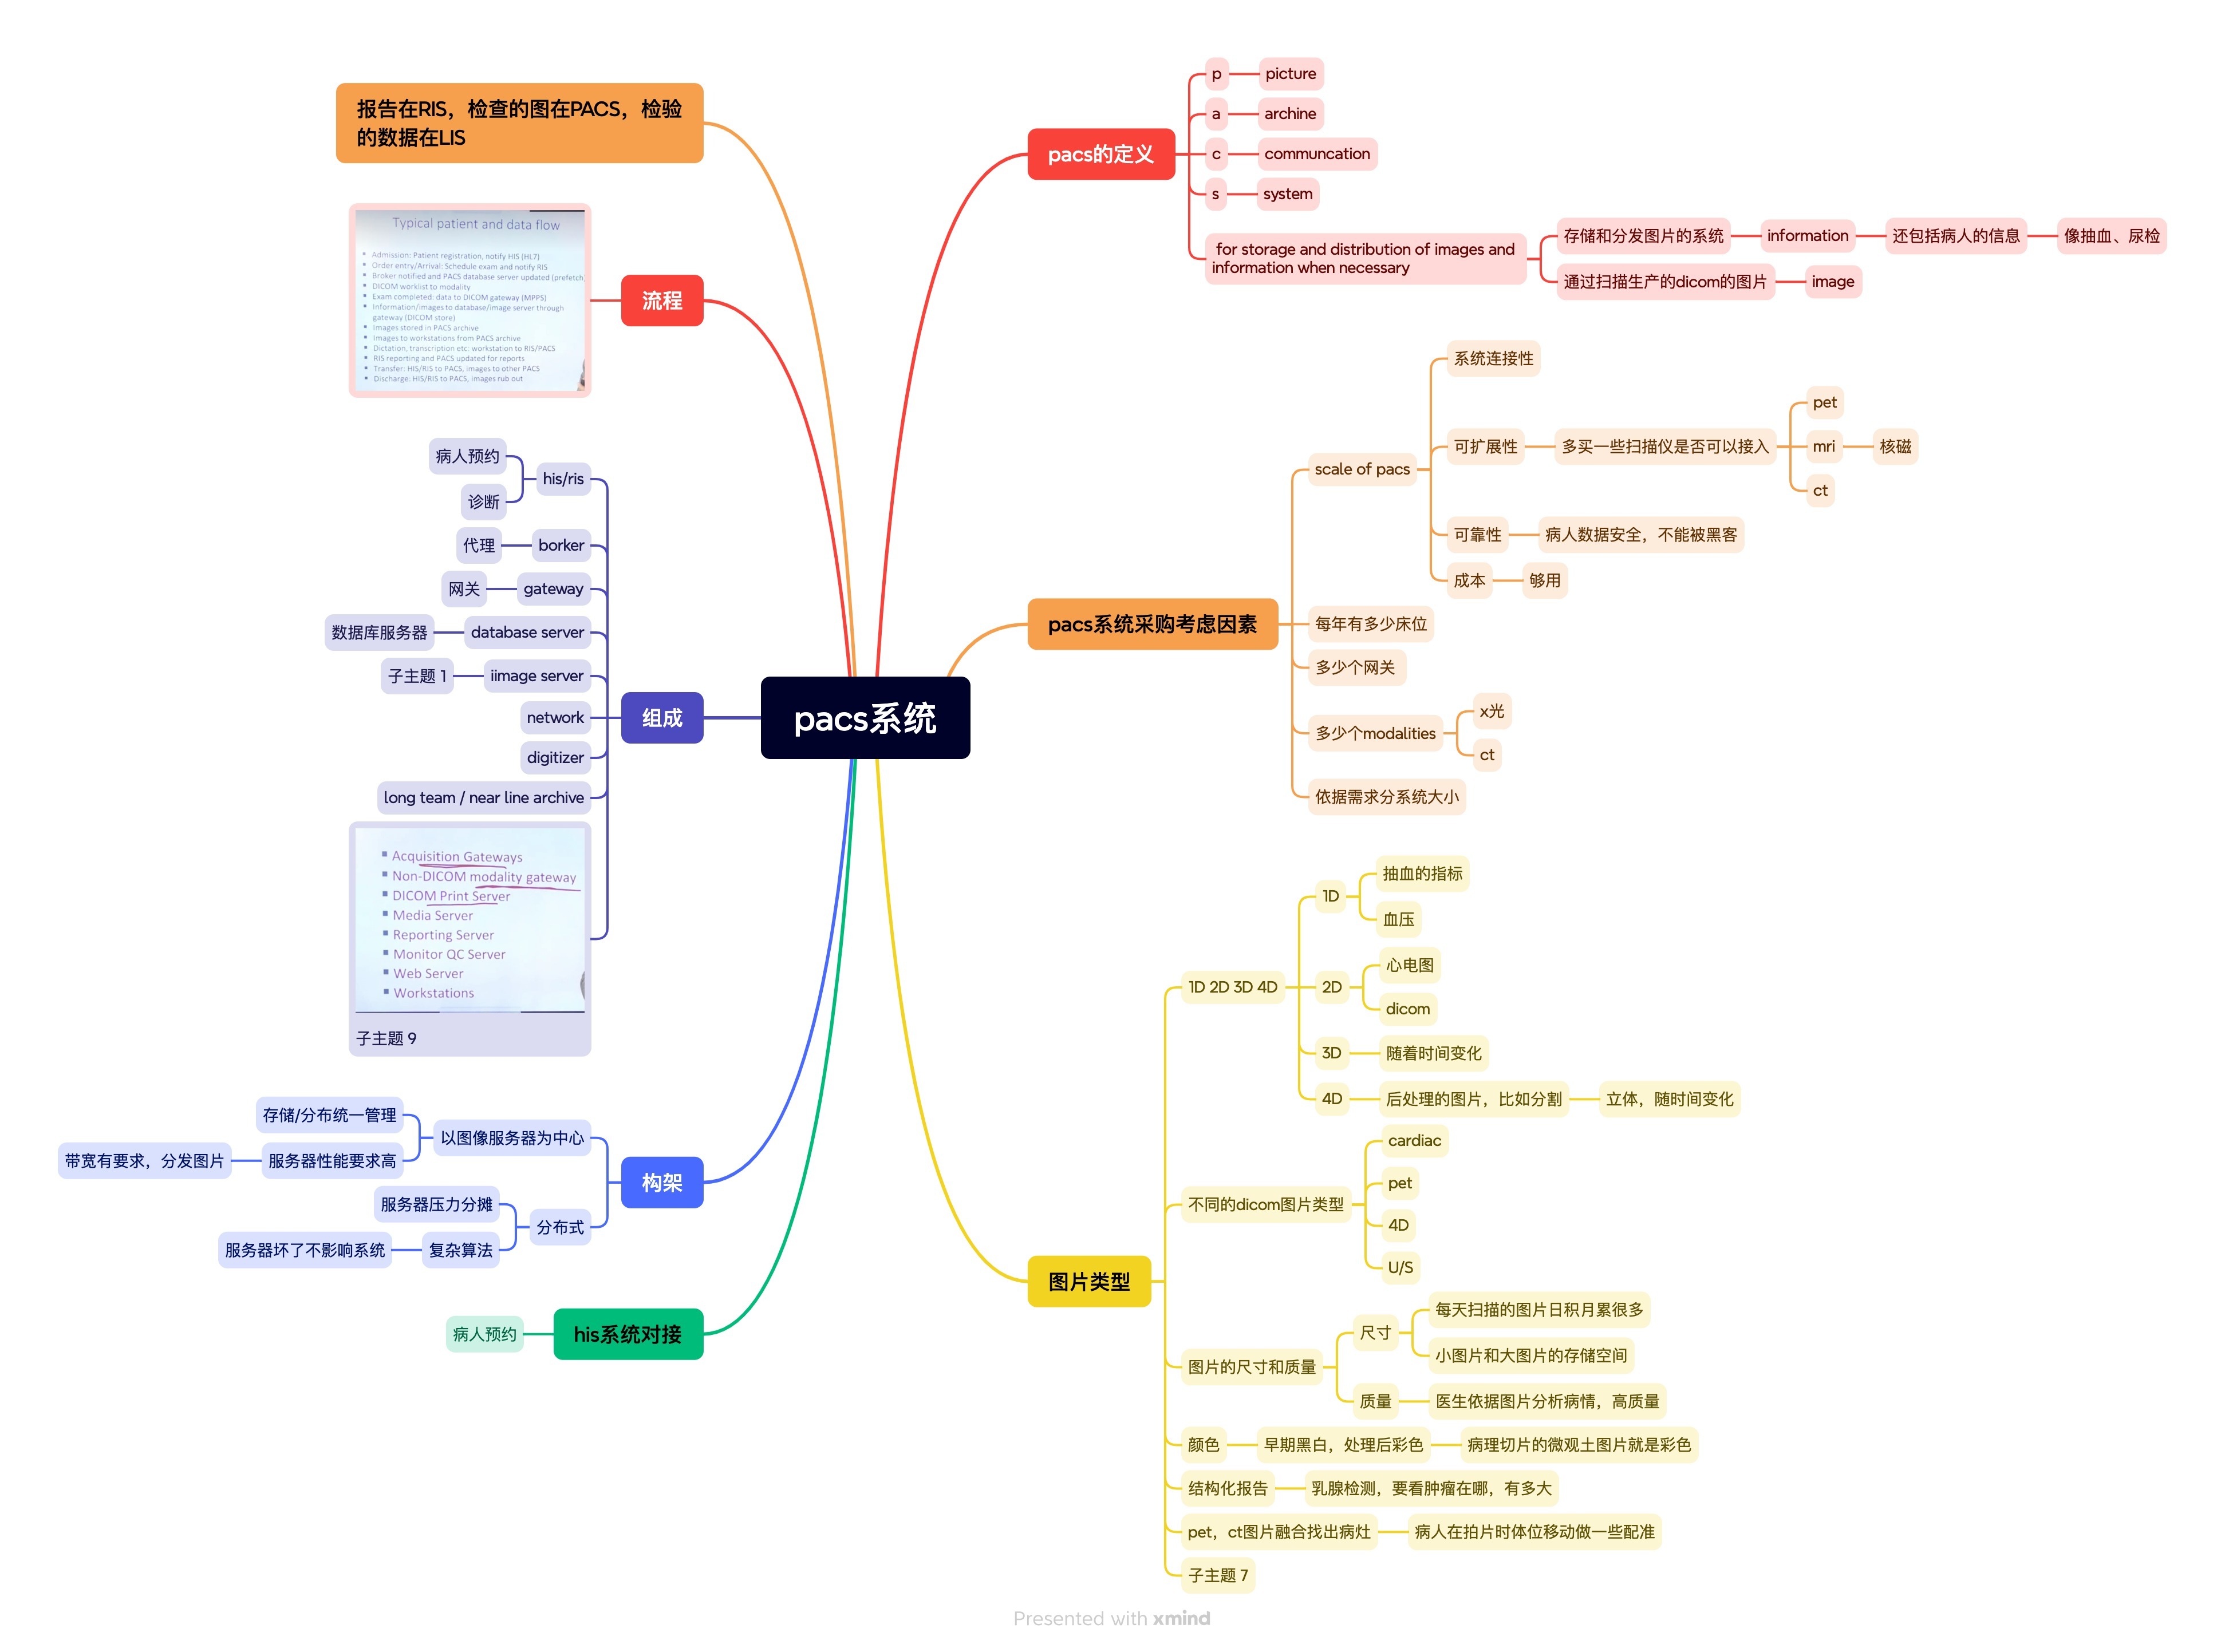 pacs系统
pacs的定义
p
picture
a
archine
c
communcation
s
system
for storage and distribution of images and
information when necessary
存储和分发图片的系统
information
还包括病人的信息
像抽血、尿检
通过扫描生产的dicom的图片
image
pacs系统采购考虑因素
scale of pacs
系统连接性
可扩展性
多买一些扫描仪是否可以接入
pet
mri
核磁
ct
可靠性
病人数据安全，不能被黑客
成本
够用
每年有多少床位
多少个网关
多少个modalities
x光
ct
依据需求分系统大小
图片类型
1D 2D 3D 4D
1D
抽血的指标
血压
2D
心电图
dicom
3D
随着时间变化
4D
后处理的图片，比如分割
立体，随时间变化
不同的dicom图片类型
cardiac
pet
4D
U/S
图片的尺寸和质量
尺寸
每天扫描的图片日积月累很多
小图片和大图片的存储空间
质量
医生依据图片分析病情，高质量
颜色
早期黑白，处理后彩色
病理切片的微观土图片就是彩色
结构化报告
乳腺检测，要看肿瘤在哪，有多大
pet，ct图片融合找出病灶
病人在拍片时体位移动做一些配准
子主题 7
报告在RIS，检查的图在PACS，检验
的数据在LIS
流程
Typical patient and data flow
Admission: Patient registration, notify HIS (HL7)
Order entry/Arrival: Schedule exam and notify RIS
Broker notified and PACS database server updated (prefetch)
DICOM worklist to modality
Exam completed: data to DICOM gateway (MPPS)
Information/images to database/image server through
gateway (DICOM store)
Images stored in PACS archive
Images to workstations from PACS archive
Dictation, transcription etc: workstation to RIS/PACS
RIS reporting and PACS updated for reports
Transfer: HIS/RIS to PACS, images to other PACS
Discharge: HIS/RIS to PACS, images rub out
组成
his/ris
病人预约
诊断
borker
代理
gateway
网关
database server
数据库服务器
iimage server
子主题 1
network
digitizer
long team / near line archive
Acquisition Gateways
Non-DICOM modality gateway
DICOM Print Server
Media Server
Reporting Server
Monitor QC Server
Web Server
Workstations
子主题 9
构架
以图像服务器为中心
存储/分布统一管理
服务器性能要求高
带宽有要求，分发图片
分布式
服务器压力分摊
复杂算法
服务器坏了不影响系统
his系统对接
病人预约
Presented with xmind